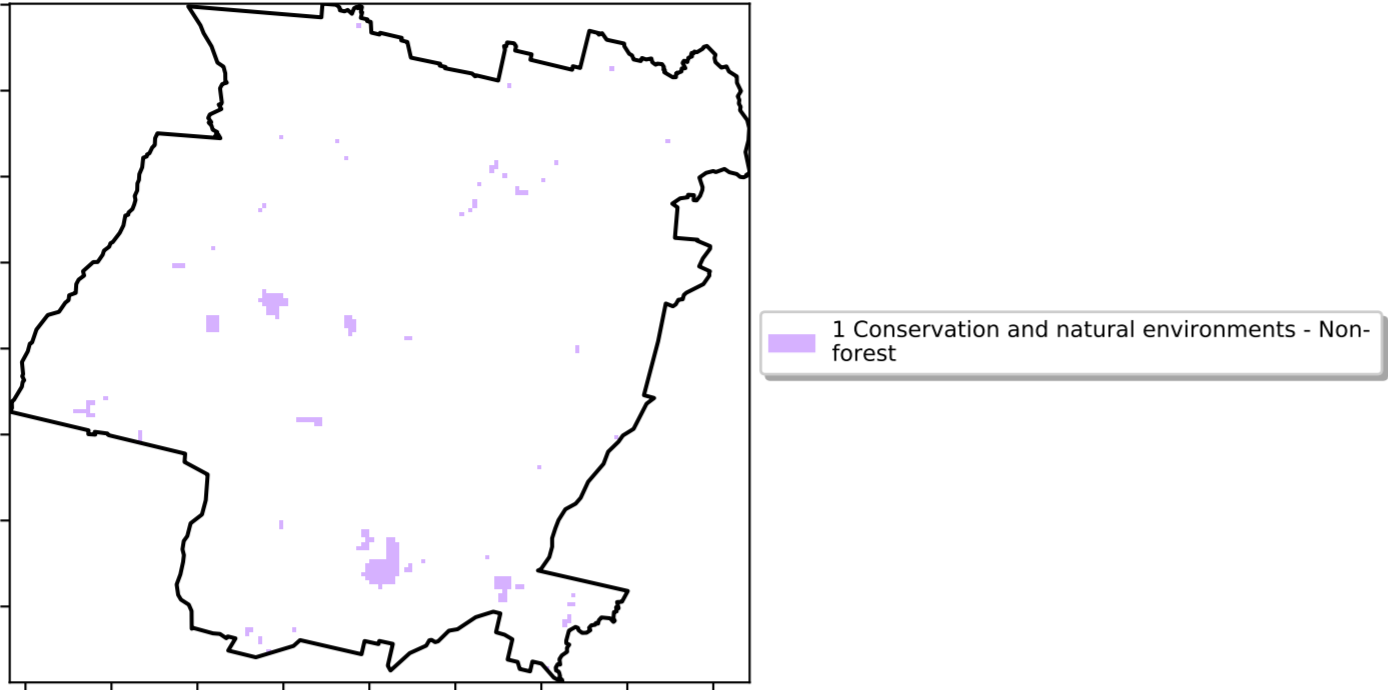 1 Conservation and natural environments - Non-
forest